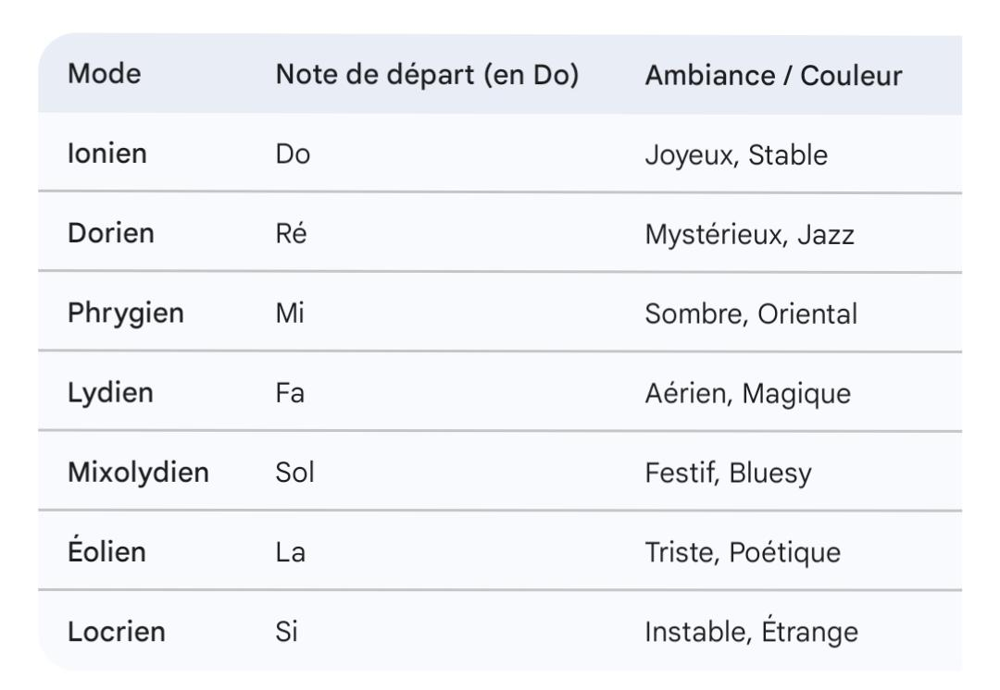 Mode Note de départ (en Do) Ambiance / Couleur
Ionien Do Joyeux, Stable
Dorien Ré Mystérieux, Jazz
Phrygien Mi Sombre, Oriental
Lydien Fa Aérien, Magique
Mixolydien Sol Festif, Bluesy
Éolien La Triste, Poétique
Locrien Si Instable, Étrange